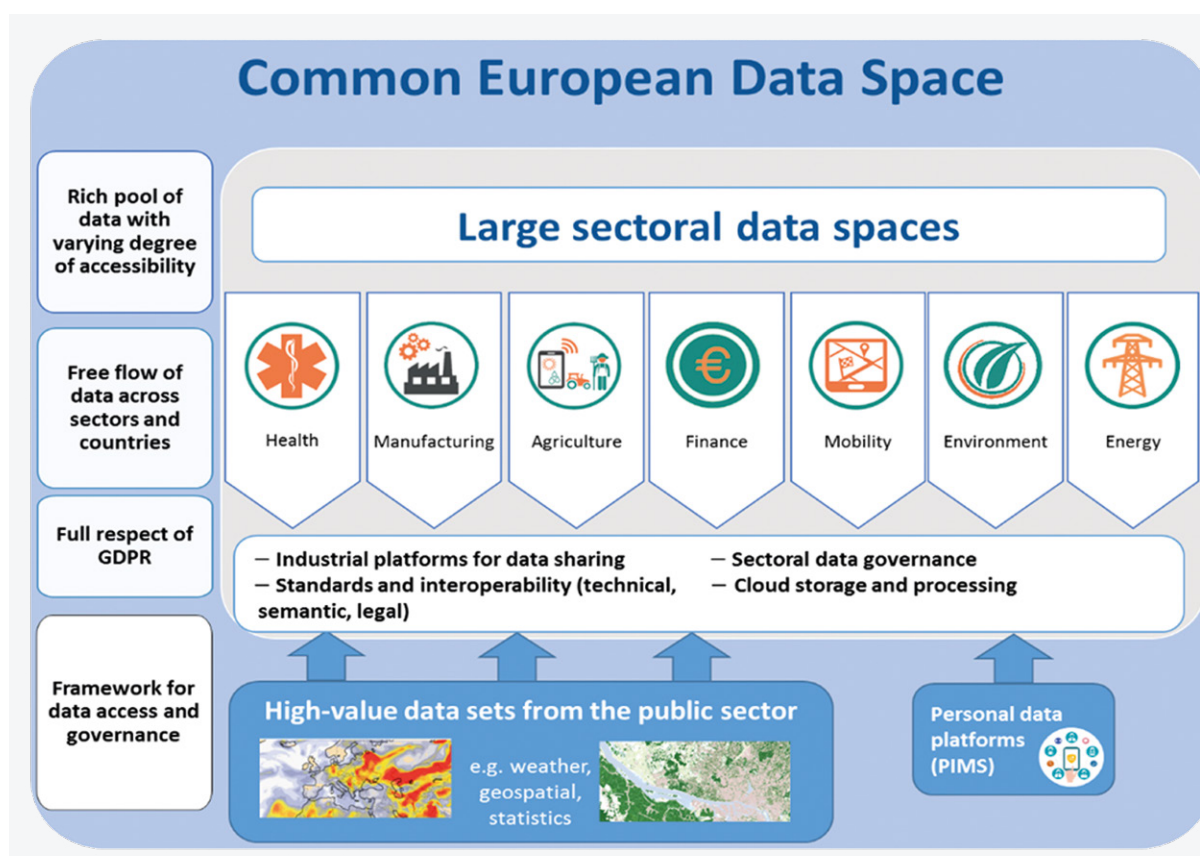 Common European Data Space
Rich pool of
data with
varying degree
of accessibility
Free flow of
data across
sectors and
countries
Full respect of
GDPR
Framework for
data access and
governance
Large sectoral data spaces
Health
Manufacturing
Agriculture
Finance
Mobility
Environment
Energy
— Industrial platforms for data sharing
— Standards and interoperability (technical,
semantic, legal)
— Sectoral data governance
— Cloud storage and processing
High-value data sets from the public sector
e.g. weather,
geospatial,
statistics
Personal data
platforms
(PIMS)